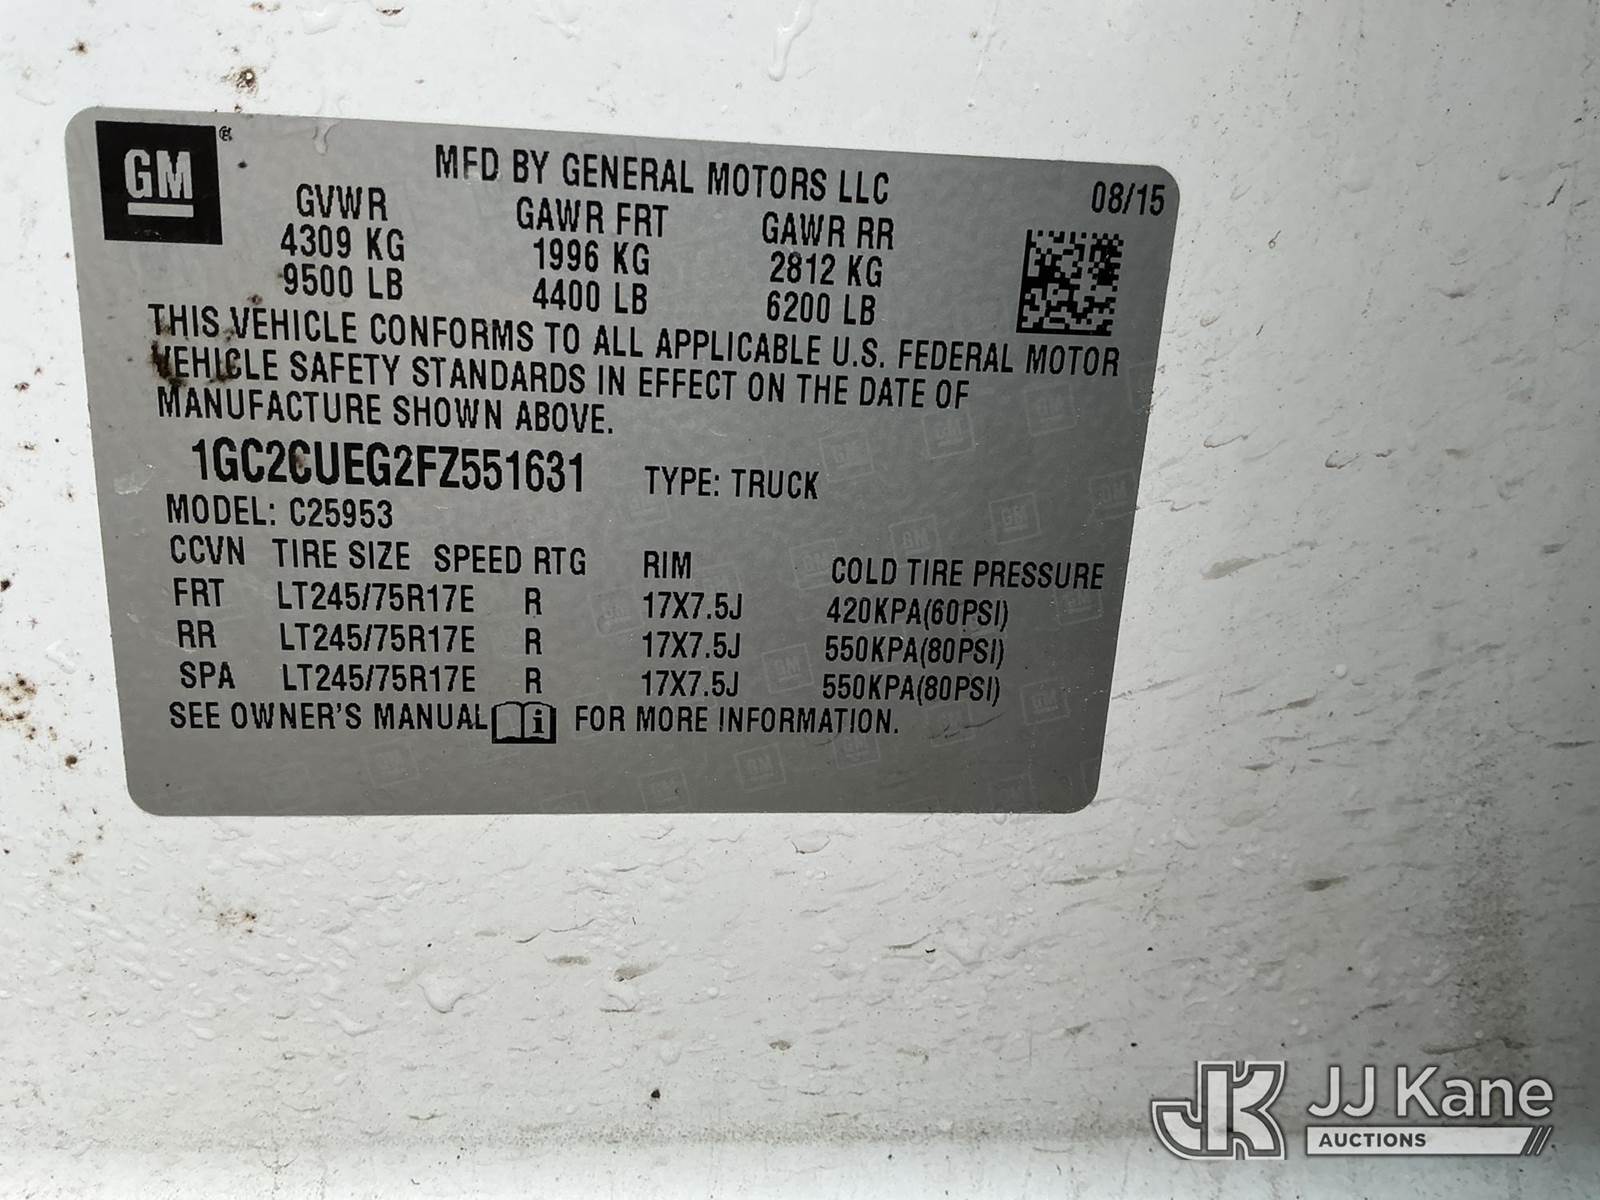 GM ®
MFD BY GENERAL MOTORS LLC 08/15
GVWR GAWR FRT GAWR RR
4309 KG 1996 KG 2812 KG
9500 LB 4400 LB 6200 LB
THIS VEHICLE CONFORMS TO ALL APPLICABLE U.S. FEDERAL MOTOR
VEHICLE SAFETY STANDARDS IN EFFECT ON THE DATE OF
MANUFACTURE SHOWN ABOVE.
1GC2CUEG2FZ551631 TYPE: TRUCK
MODEL: C25953
CCVN TIRE SIZE SPEED RTG RIM COLD TIRE PRESSURE
FRT LT245/75R17E R 17X7.5J 420KPA(60PSI)
RR LT245/75R17E R 17X7.5J 550KPA(80PSI)
SPA LT245/75R17E R 17X7.5J 550KPA(80PSI)
SEE OWNER'S MANUAL i FOR MORE INFORMATION.
JK JJ Kane
AUCTIONS